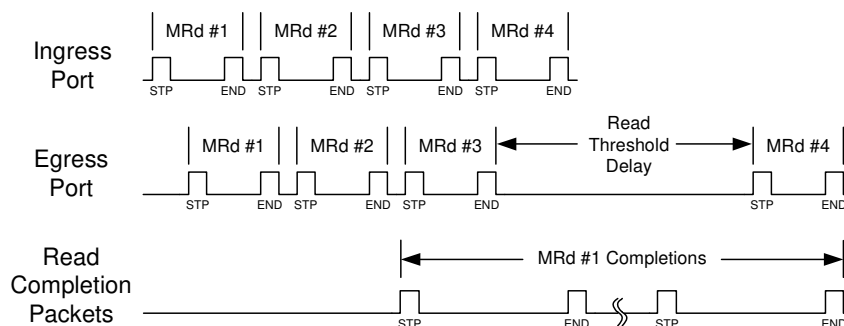 MRd #1 MRd #2 MRd #3 MRd #4
Ingress
Port
STP END STP END STP END STP END
Read
Threshold
Delay
MRd #1 MRd #2 MRd #3 MRd #4
Egress
Port
STP END STP END STP END STP END
Read
Completion
Packets
MRd #1 Completions
STP END STP END